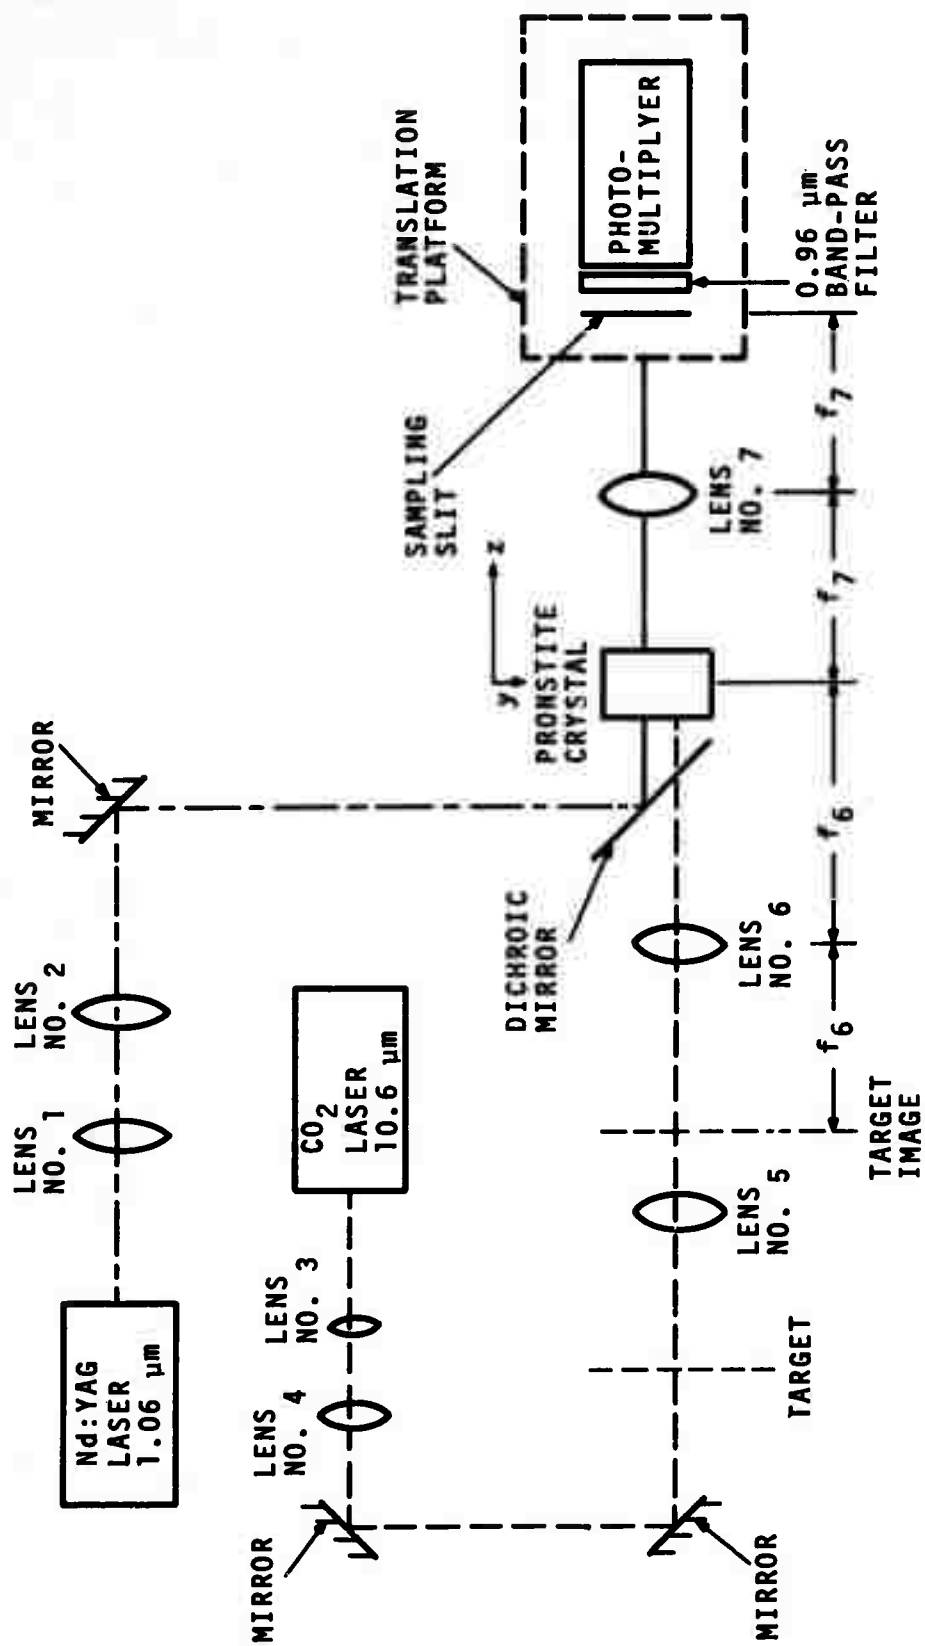 Nd:YAG
LASER
1.06 μm
LENS
NO. 1
LENS
NO. 2
MIRROR
MIRROR
LENS
NO. 4
LENS
NO. 3
CO2
LASER
10.6 μm
DICHROIC
MIRROR
PRONSTITE
CRYSTAL
y
z
SAMPLING
SLIT
TRANSLATION
PLATFORM
PHOTO-
MULTIPLYER
MIRROR
TARGET
LENS
NO. 5
TARGET
IMAGE
LENS
NO. 6
LENS
NO. 7
0.96 μm
BAND-PASS
FILTER
f6
f6
f7
f7